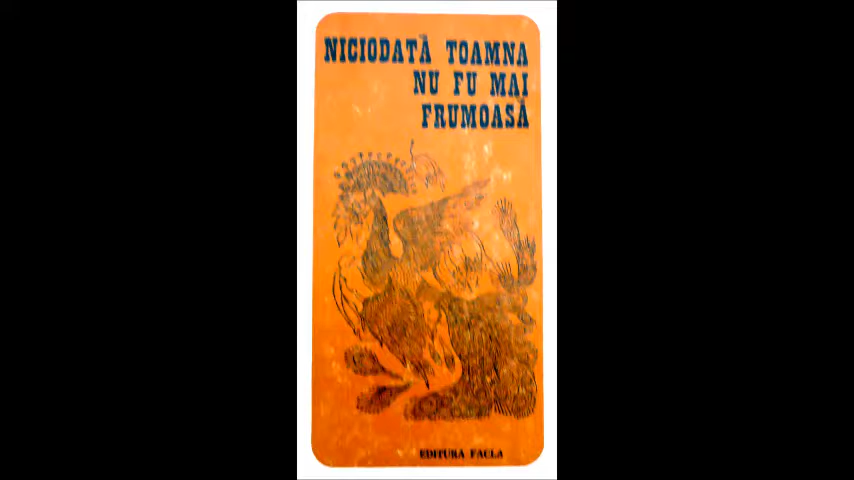 NICIODATĂ TOAMNA
NU FU MAI
FRUMOASĂ
EDITURA FACLA